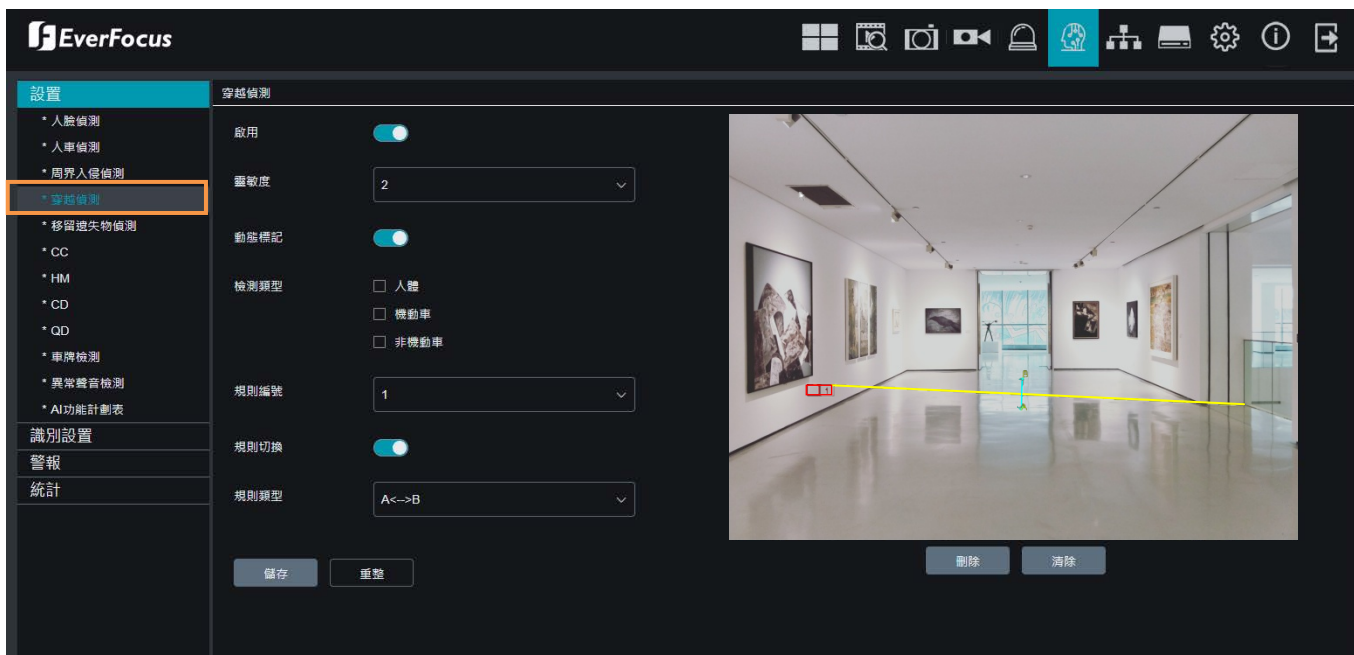 EverFocus
設置
* 人臉偵測
* 人車偵測
* 周界入侵偵測
* 穿越偵測
* 移留遺失物偵測
* CC
* HM
* CD
* QD
* 車牌檢測
* 異常聲音檢測
* AI功能計劃表
識別設置
警報
統計
穿越偵測
啟用
靈敏度
2
動態標記
檢測類型
人體
機動車
非機動車
規則編號
1
規則切換
規則類型
A<-->B
儲存
重整
刪除
清除